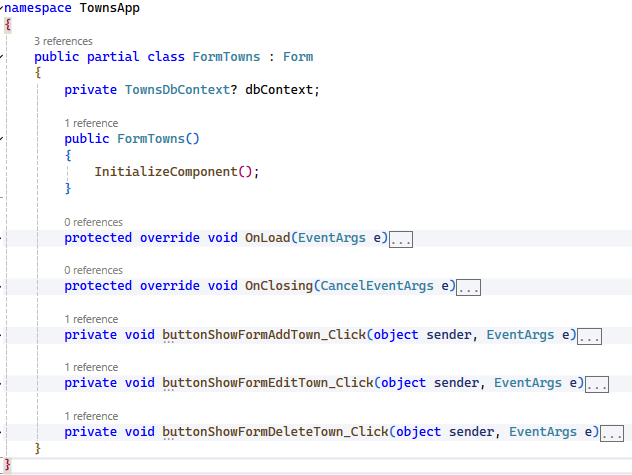 namespace TownsApp
{
3 references
public partial class FormTowns : Form
{
private TownsDbContext? dbContext;
1 reference
public FormTowns()
{
InitializeComponent();
}
0 references
protected override void OnLoad(EventArgs e)...
0 references
protected override void OnClosing(CancelEventArgs e)...
1 reference
private void buttonShowFormAddTown_Click(object sender, EventArgs e)...
1 reference
private void buttonShowFormEditTown_Click(object sender, EventArgs e)...
1 reference
private void buttonShowFormDeleteTown_Click(object sender, EventArgs e)...
}
}